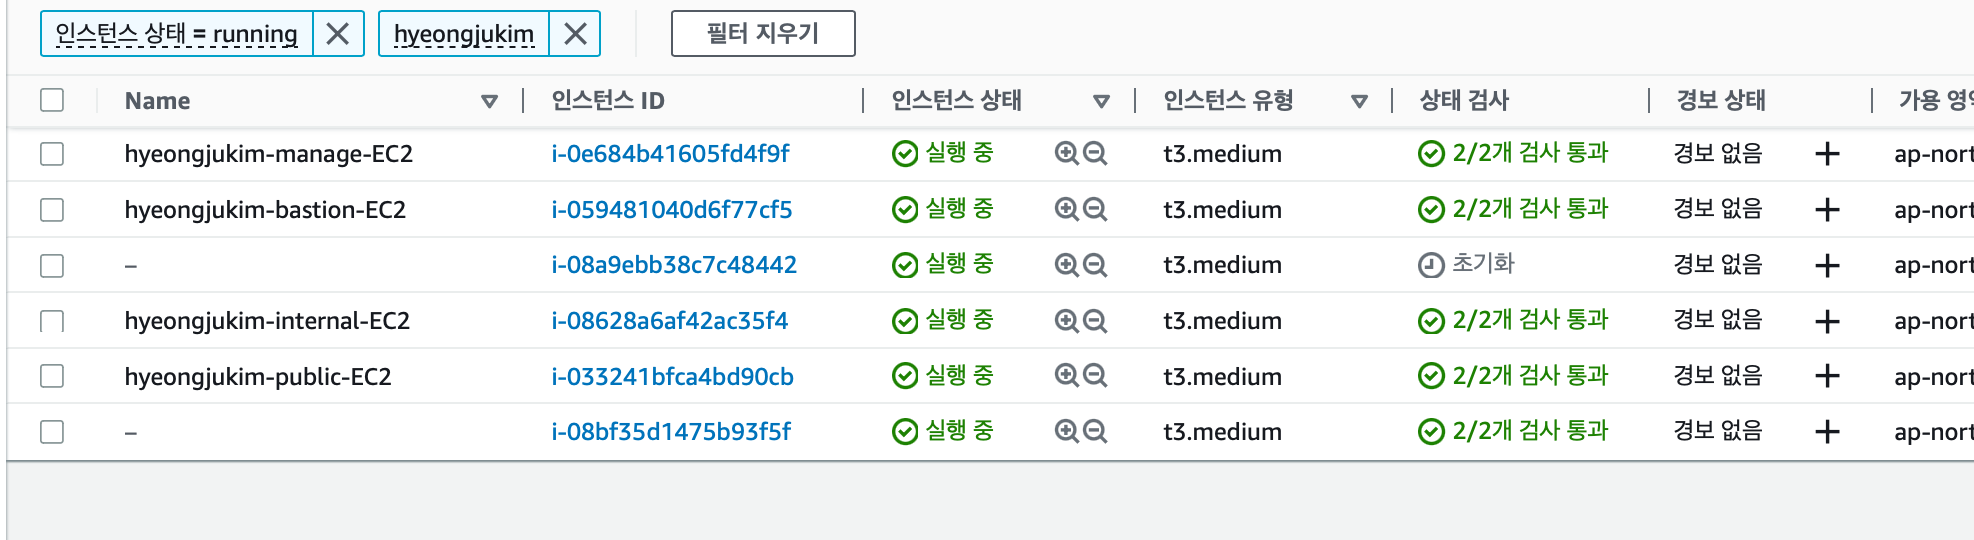 인스턴스 상태 = running hyeongjukim 필터 지우기
Name 인스턴스 ID 인스턴스 상태 인스턴스 유형 상태 검사 경보 상태 가용 영역
hyeongjukim-manage-EC2 i-0e684b41605fd4f9f 실행 중 t3.medium 2/2개 검사 통과 경보 없음 ap-nort
hyeongjukim-bastion-EC2 i-059481040d6f77cf5 실행 중 t3.medium 2/2개 검사 통과 경보 없음 ap-nort
– i-08a9ebb38c7c48442 실행 중 t3.medium 초기화 경보 없음 ap-nort
hyeongjukim-internal-EC2 i-08628a6af42ac35f4 실행 중 t3.medium 2/2개 검사 통과 경보 없음 ap-nort
hyeongjukim-public-EC2 i-033241bfca4bd90cb 실행 중 t3.medium 2/2개 검사 통과 경보 없음 ap-nort
– i-08bf35d1475b93f5f 실행 중 t3.medium 2/2개 검사 통과 경보 없음 ap-nort